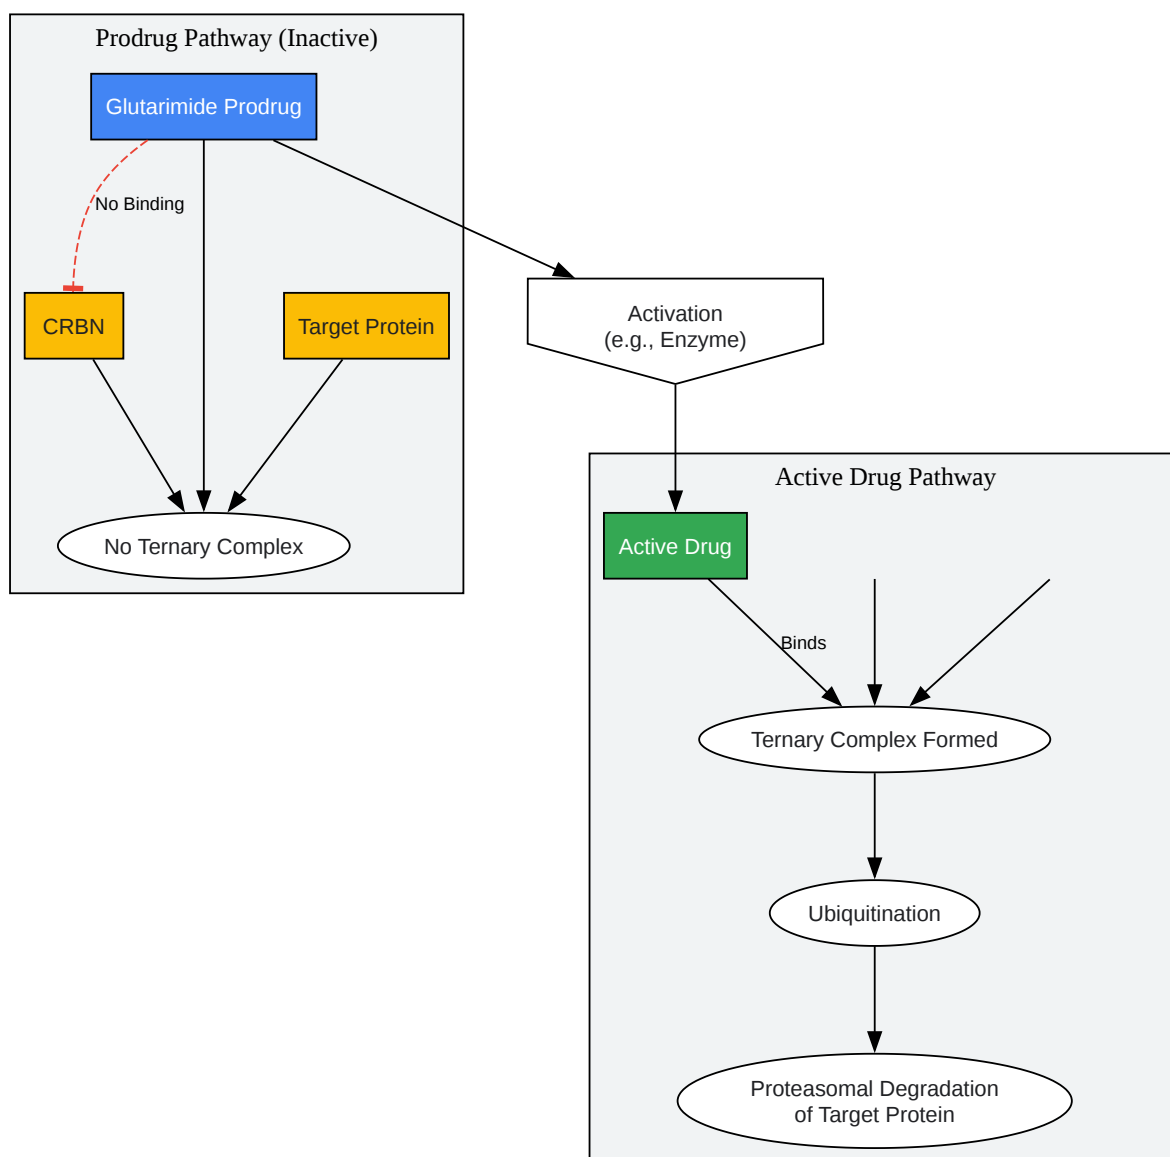 Prodrug Pathway (Inactive)
Glutarimide Prodrug
No Binding
CRBN
Target Protein
No Ternary Complex
Activation
(e.g., Enzyme)
Active Drug Pathway
Active Drug
Binds
Ternary Complex Formed
Ubiquitination
Proteasomal Degradation
of Target Protein